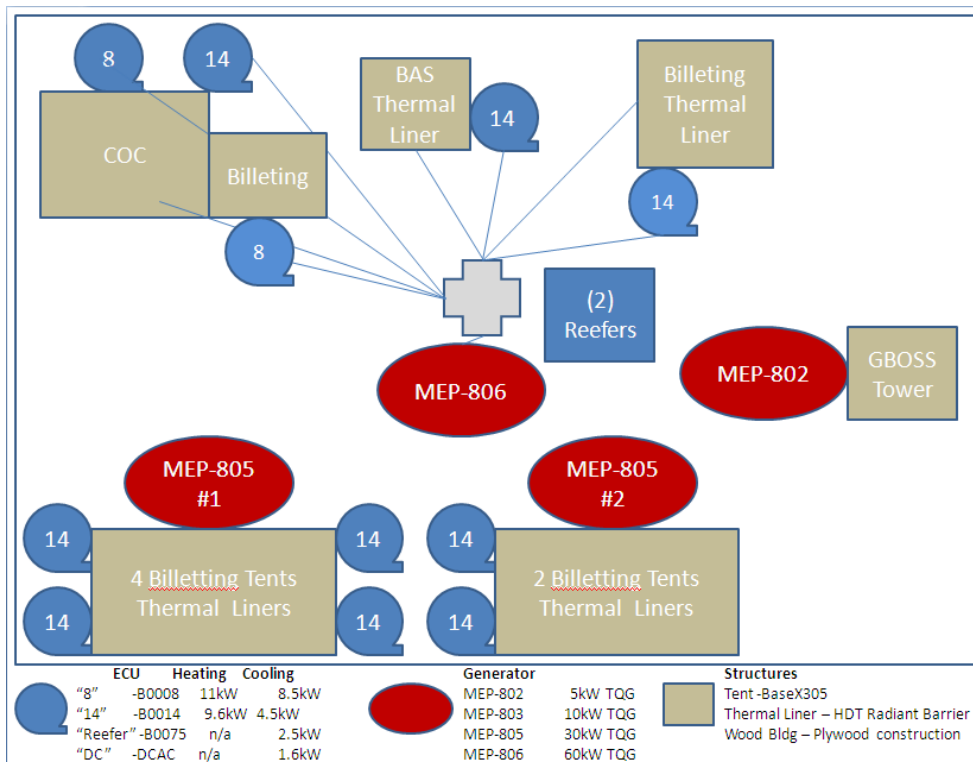 8
14
BAS
Thermal
Liner
14
Billeting
Thermal
Liner
14
COC
Billeting
8
(2)
Reefers
MEP-806
MEP-802
GBOSS
Tower
MEP-805
#1
MEP-805
#2
14
14
14
14
4 Billetting Tents
Thermal Liners
14
14
2 Billetting Tents
Thermal Liners
ECU Heating Cooling
"8" -B0008 11kW 8.5kW
"14" -B0014 9.6kW 4.5kW
"Reefer" -B0075 n/a 2.5kW
"DC" -DCAC n/a 1.6kW
Generator
MEP-802 5kW TQG
MEP-803 10kW TQG
MEP-805 30kW TQG
MEP-806 60kW TQG
Structures
Tent -BaseX305
Thermal Liner – HDT Radiant Barrier
Wood Bldg – Plywood construction